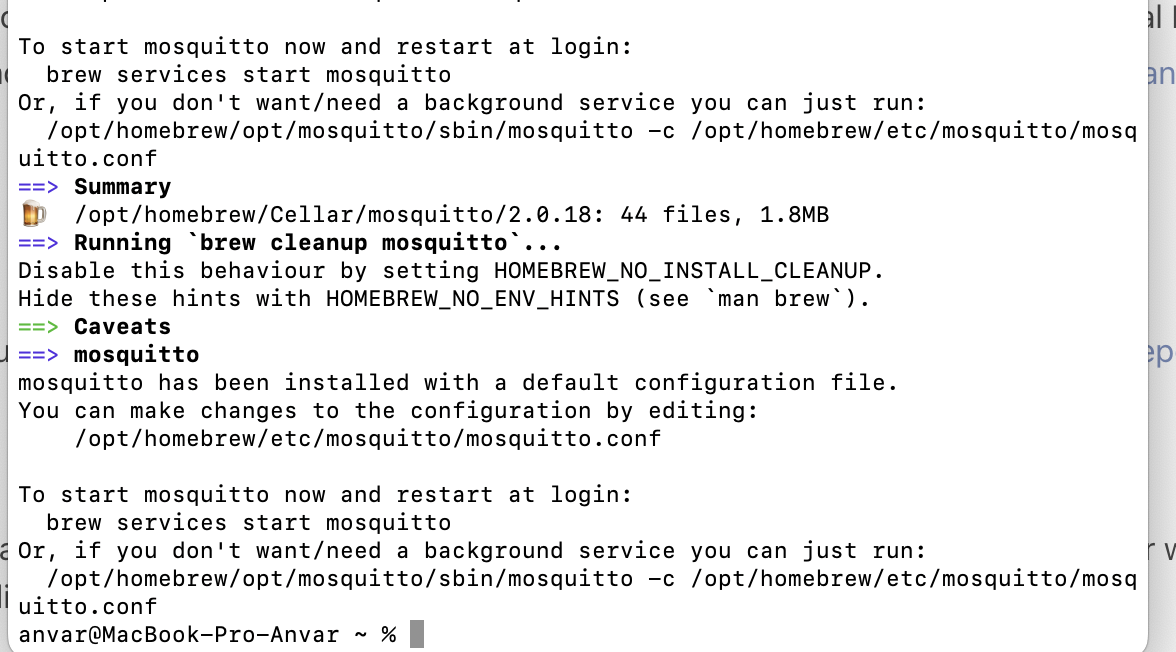 To start mosquitto now and restart at login:
  brew services start mosquitto
Or, if you don't want/need a background service you can just run:
  /opt/homebrew/opt/mosquitto/sbin/mosquitto -c /opt/homebrew/etc/mosquitto/mosq
uitto.conf
==> Summary
🍺  /opt/homebrew/Cellar/mosquitto/2.0.18: 44 files, 1.8MB
==> Running `brew cleanup mosquitto`...
Disable this behaviour by setting HOMEBREW_NO_INSTALL_CLEANUP.
Hide these hints with HOMEBREW_NO_ENV_HINTS (see `man brew`).
==> Caveats
==> mosquitto
mosquitto has been installed with a default configuration file.
You can make changes to the configuration by editing:
    /opt/homebrew/etc/mosquitto/mosquitto.conf

To start mosquitto now and restart at login:
  brew services start mosquitto
Or, if you don't want/need a background service you can just run:
  /opt/homebrew/opt/mosquitto/sbin/mosquitto -c /opt/homebrew/etc/mosquitto/mosq
uitto.conf
anvar@MacBook-Pro-Anvar ~ %